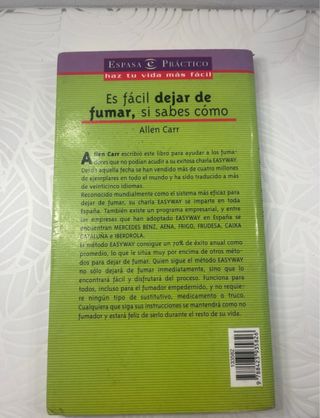 ESPASA e PRÁCTICO
haz tu vida más fácil
Es fácil dejar de
fumar, si sabes cómo
Allen Carr
Allen Carr escribió este libro para ayudar a los fuma-
dores que no podían acudir a su exitosa charla EASYWAY.
Desde aquella fecha se han vendido más de cuatro millones
de ejemplares en todo el mundo y ha sido traducido a más
de veinticinco idiomas.
Reconocido mundialmente como el sistema más eficaz para
dejar de fumar, su charla EASYWAY se imparte en toda
España. También existe un programa empresarial, y entre
las empresas que han adoptado EASYWAY en España se
encuentran MERCEDES BENZ, AENA, FRIGO, FRUDESA, CAIXA
CATALUÑA e IBERDROLA.
El método EASYWAY consigue un 70% de éxito anual como
promedio, lo que le sitúa muy por encima de otros méto-
dos para dejar de fumar. Quien sigue el método EASYWAY
no sólo dejará de fumar inmediatamente, sino que lo
encontrará fácil y disfrutará del proceso. Funciona para
todos, incluso para el fumador empedernido, y no requie-
re ningún tipo de sustitutivo, medicamento o truco.
Cualquiera que siga sus instrucciones se mantendrá como no
fumador y estará feliz de serlo durante el resto de su vida.